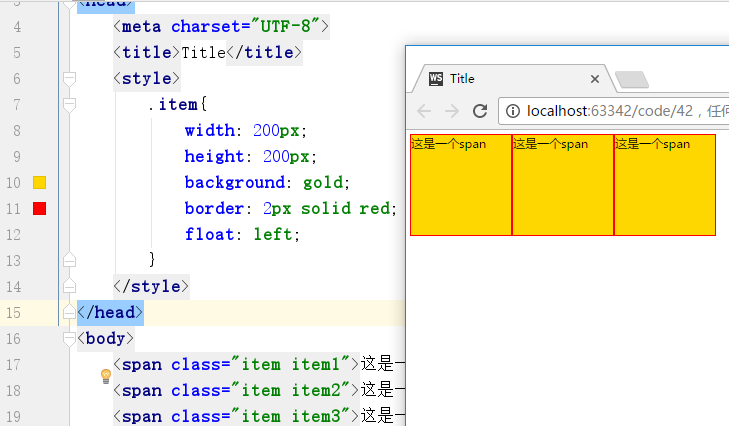 3 <head>
4 <meta charset="UTF-8">
5 <title>Title</title>
6 <style>
7 .item{
8 width: 200px;
9 height: 200px;
10 background: gold;
11 border: 2px solid red;
12 float: left;
13 }
14 </style>
15 </head>
16 <body>
17 <span class="item item1">这是一
18 <span class="item item2">这是一
19 <span class="item item3">这是一
WS Title
localhost:63342/code/42，任
这是一个span 这是一个span 这是一个span